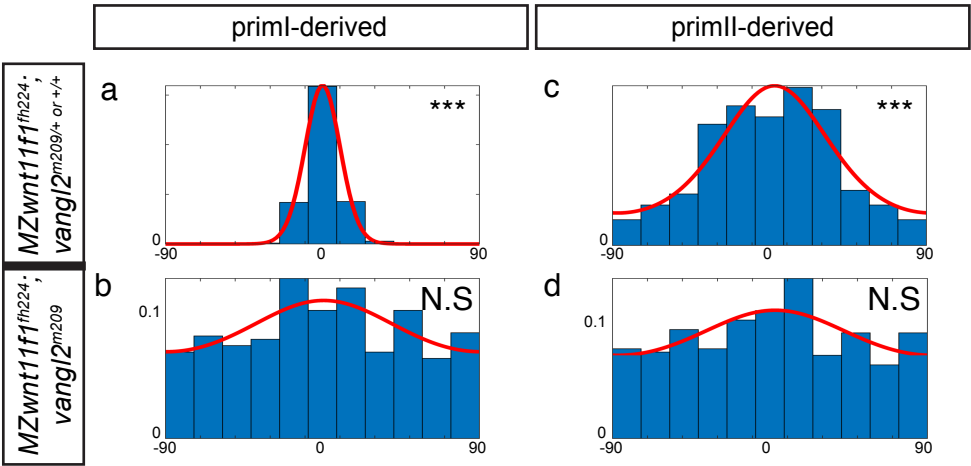 primI-derived
primII-derived
MZwnt11f1fh224;
vangl2m209/+ or +/+
a
***
0
-90
0
90
c
***
0
-90
0
90
MZwnt11f1fh224;
vangl2m209
b
N.S
0.1
0
-90
0
90
d
N.S
0.1
0
-90
0
90